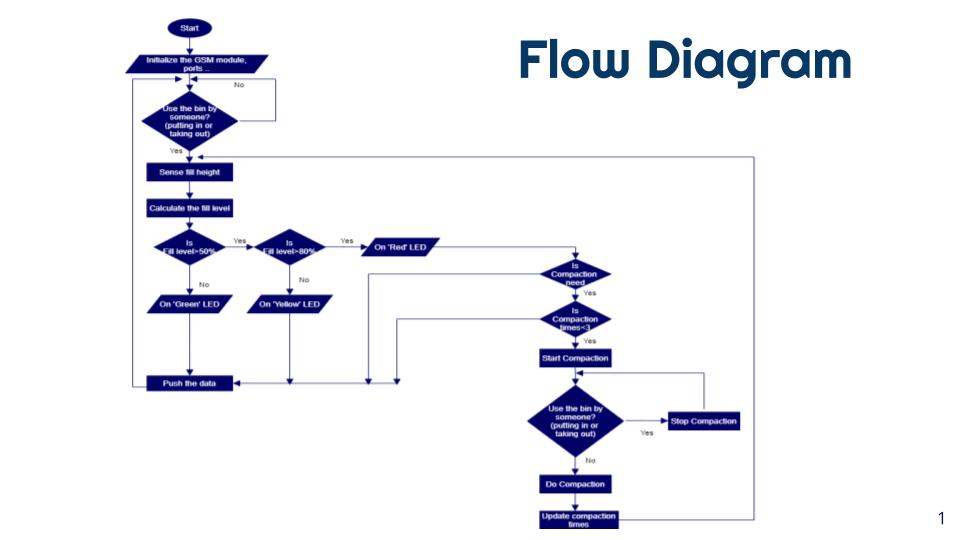 Flow Diagram
Start
Initialize the GSM module,
ports ..
No
Use the bin by
someone?
(putting in or
taking out)
Yes
Sense fill height
Calculate the fill level
Is
Fill level>50%
Yes
Is
Fill level>80%
Yes
On 'Red' LED
No
No
On 'Green' LED
On 'Yellow' LED
Push the data
Is
Compaction
need
Yes
Is
Compaction
times<3
Yes
Start Compaction
Use the bin by
someone?
(putting in or
taking out)
Yes
Stop Compaction
No
Do Compaction
Update compaction
times
1